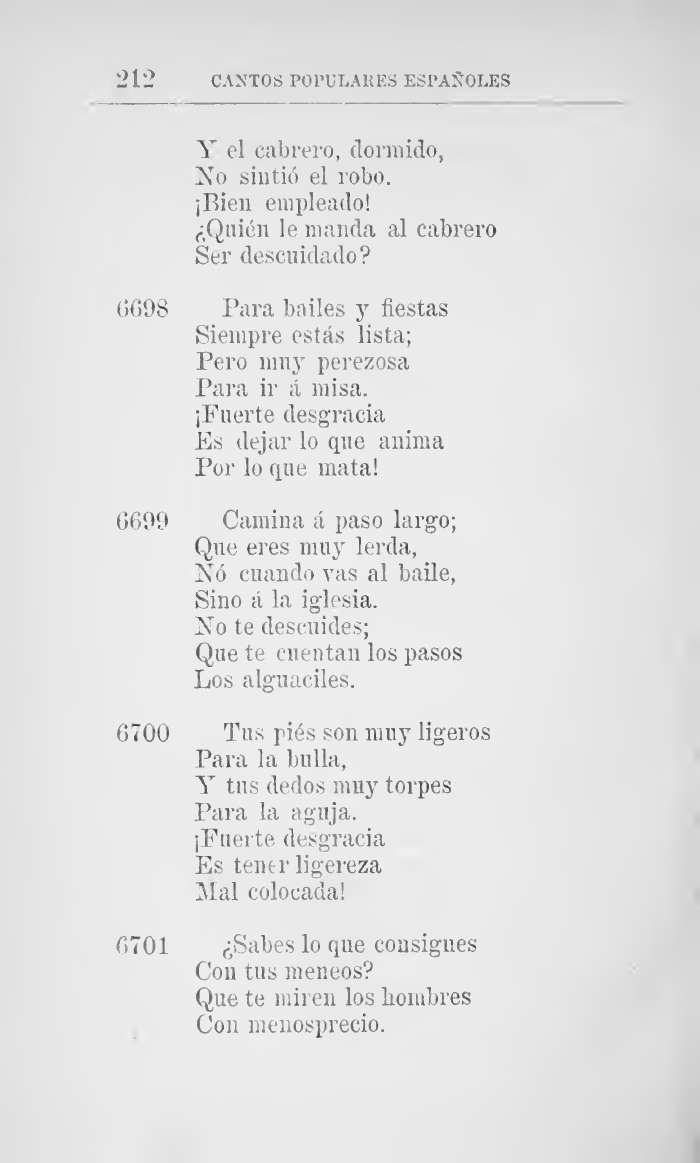 212 CANTOS POPULARES ESPAÑOLES
Y el cabrero, dormido,
No sintió el robo.
¡Bien empleado!
¿Quién le manda al cabrero
Ser descuidado?
6698 Para bailes y fiestas
Siempre estás lista;
Pero muy perezosa
Para ir á misa.
¡Fuerte desgracia
Es dejar lo que anima
Por lo que mata!
6699 Camina á paso largo;
Que eres muy lerda,
Nó cuando vas al baile,
Sino á la iglesia.
No te descuides;
Que te cuentan los pasos
Los alguaciles.
6700 Tus piés son muy ligeros
Para la bulla,
Y tus dedos muy torpes
Para la aguja.
¡Fuerte desgracia
Es tener ligereza
Mal colocada!
6701 ¿Sabes lo que consigues
Con tus meneos?
Que te miren los hombres
Con menosprecio.